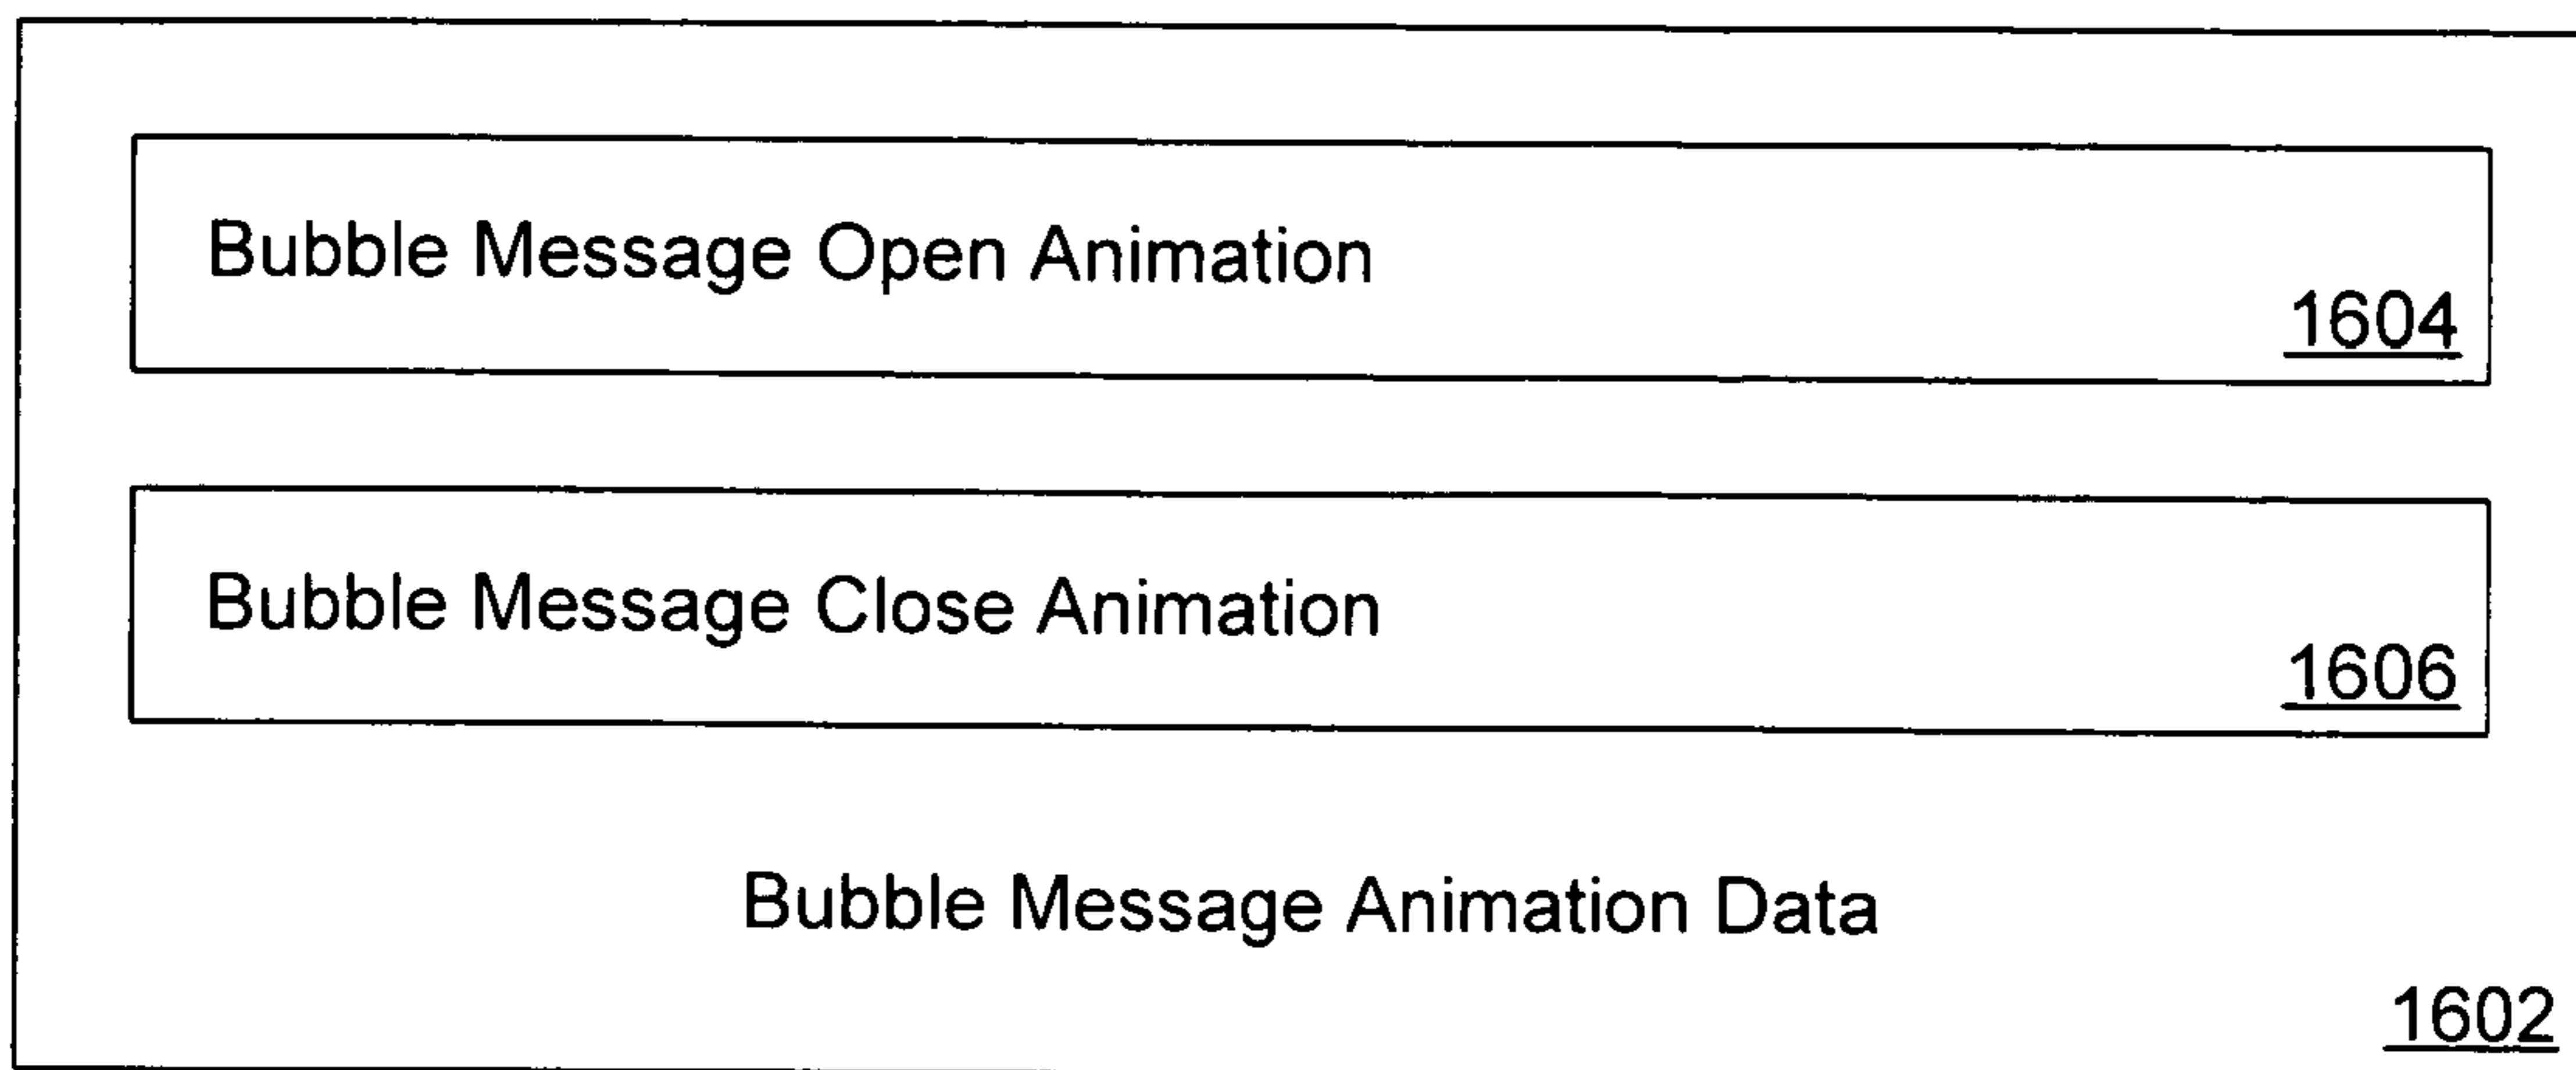 Bubble Message Open Animation
1604
Bubble Message Close Animation
1606
Bubble Message Animation Data
1602